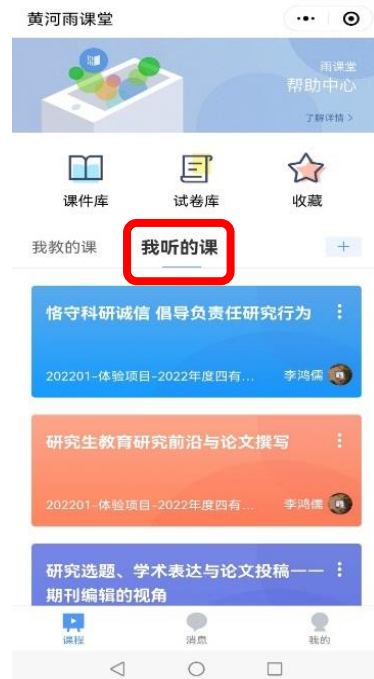 黄河雨课堂
雨课堂
帮助中心
了解详情 >
课件库
试卷库
收藏
我教的课
我听的课
+
恪守科研诚信 倡导负责任研究行为
202201-体验项目-2022年度四有...
李鸿儒
研究生教育研究前沿与论文撰写
202201-体验项目-2022年度四有...
李鸿儒
研究选题、学术表达与论文投稿——
期刊编辑的视角
课程
消息
我的